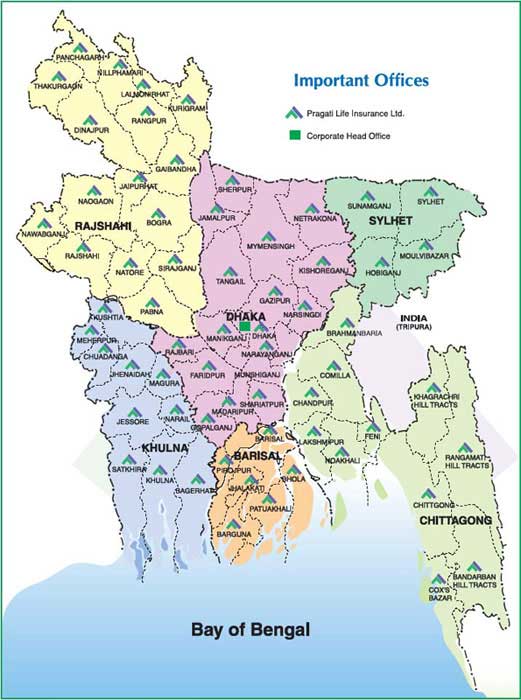 Important Offices
Pragati Life Insurance Ltd.
Corporate Head Office
PANCHAGARH
NILLPHAMARI
THAKURGAON
LALMONIRHAT
KURIGRAM
RANGPUR
DINAJPUR
GAIBANDHA
JAIPURHAT
NAOGAON
BOGRA
RAJSHAHI
NAWABGANJ
RAJSHAHI
NATORE
SIRAJGANJ
PABNA
SHERPUR
JAMALPUR
NETRAKONA
MYMENSINGH
KISHOREGANJ
TANGAIL
GAZIPUR
NARSINGDI
DHAKA
MANIKGANJ
DHAKA
NARAYANGANJ
RAJBARI
FARIDPUR
MUNSHIGANJ
SHARIATPUR
MADARIPUR
GOPALGANJ
SUNAMGANJ
SYLHET
SYLHET
MOULVIBAZAR
HOBIGANJ
INDIA
(TRIPURA)
KUSHTIA
MEHERPUR
CHUADANGA
JHENAIDAH
MAGURA
JESSORE
NARAIL
KHULNA
SATKHIRA
KHULNA
BAGERHAT
BARISAL
BARISAL
PIROJPUR
JHALAKATI
BHOLA
PATUAKHALI
BARGUNA
BRAHMANBARIA
COMILLA
CHANDPUR
LAKSHMIPUR
FENI
NOAKHALI
KHAGRACHRI
HILL TRACTS
RANGAMATI
HILL TRACTS
CHITTGONG
CHITTAGONG
BANDARBAN
HILL TRACTS
COX'S
BAZAR
Bay of Bengal